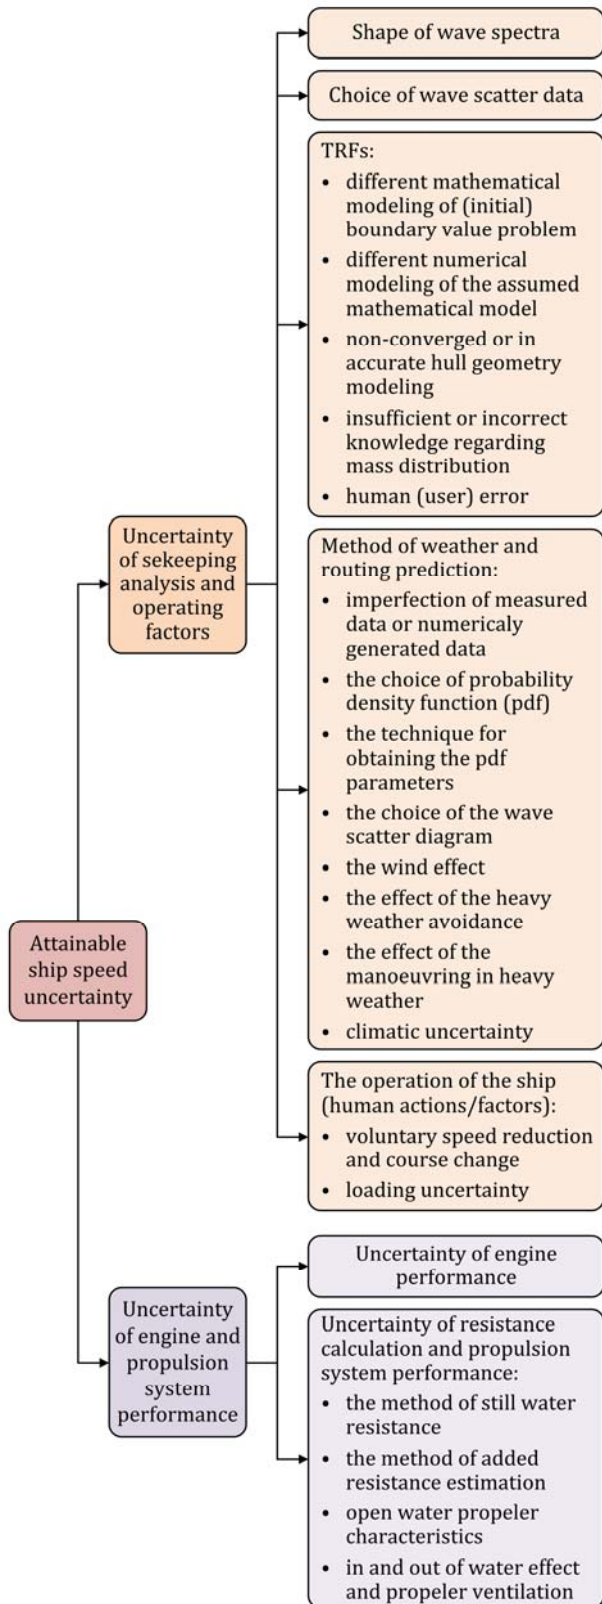 Shape of wave spectra
Choice of wave scatter data
TRFs:
• different mathematical
modeling of (initial)
boundary value problem
• different numerical
modeling of the assumed
mathematical model
• non-converged or in
accurate hull geometry
modeling
• insufficient or incorrect
knowledge regarding
mass distribution
• human (user) error
Uncertainty
of sekeeping
analysis and
operating
factors
Method of weather and
routing prediction:
• imperfection of measured
data or numericaly
generated data
• the choice of probability
density function (pdf)
• the technique for
obtaining the pdf
parameters
• the choice of the wave
scatter diagram
• the wind effect
• the effect of the heavy
weather avoidance
• the effect of the
manoeuvring in heavy
weather
• climatic uncertainty
Attainable
ship speed
uncertainty
The operation of the ship
(human actions/factors):
• voluntary speed reduction
and course change
• loading uncertainty
Uncertainty of engine
performance
Uncertainty
of engine and
propulsion
system
performance
Uncertainty of resistance
calculation and propulsion
system performance:
• the method of still water
resistance
• the method of added
resistance estimation
• open water propeler
characteristics
• in and out of water effect
and propeler ventilation